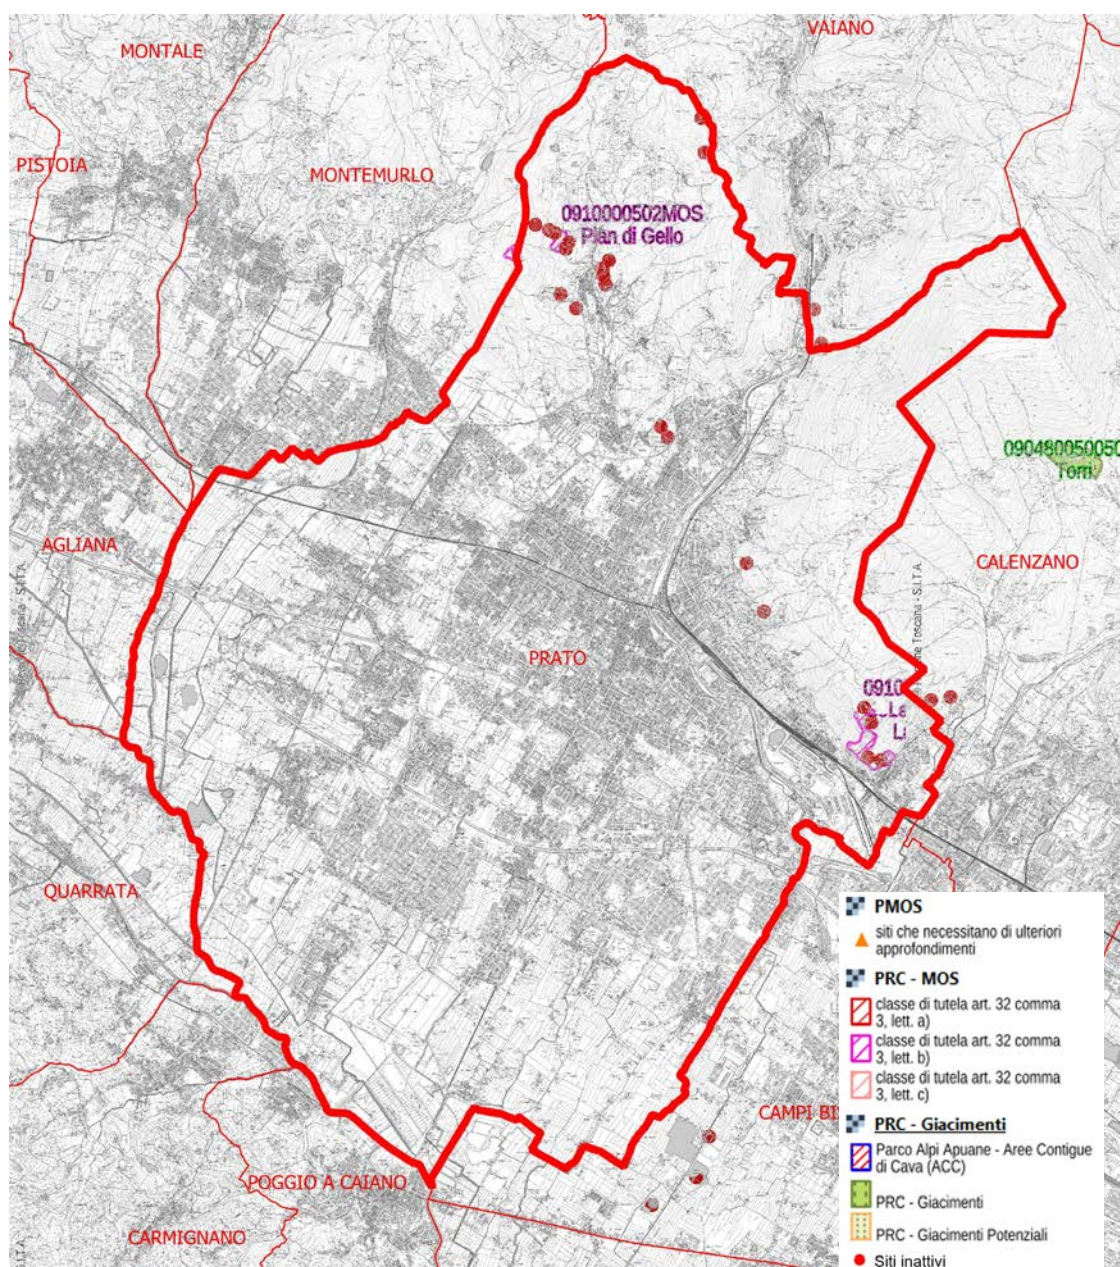 VAIANO
MONTALE
PISTOIA
MONTEMURLO
0910000502MOS
Pian di Gello
090480050050
Torri
AGLIANA
CALENZANO
PRATO
0910
La
QUARRATA
PMOS
siti che necessitano di ulteriori
approfondimenti
PRC - MOS
classe di tutela art. 32 comma
3, lett. a)
classe di tutela art. 32 comma
3, lett. b)
classe di tutela art. 32 comma
3, lett. c)
CAMPI BIS
PRC - Giacimenti
Parco Alpi Apuane - Aree Contigue
di Cava (ACC)
POGGIO A CAIANO
PRC - Giacimenti
CARMIGNANO
PRC - Giacimenti Potenziali
Siti inattivi